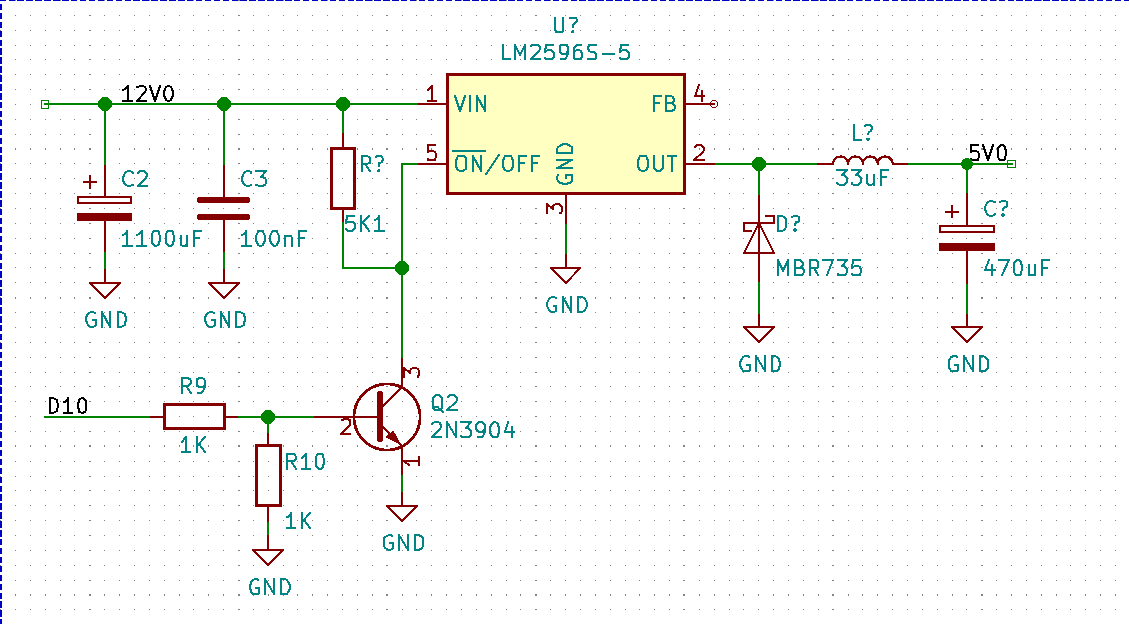 U?
LM2596S-5
12V0
1
VIN
FB
4
5
ON/OFF
GND
OUT
2
3
R?
5K1
C2
1100uF
C3
100nF
L?
33uF
5V0
D?
MBR735
C?
470uF
GND
GND
GND
GND
GND
D10
R9
1K
R10
1K
2
3
1
Q2
2N3904
GND
GND